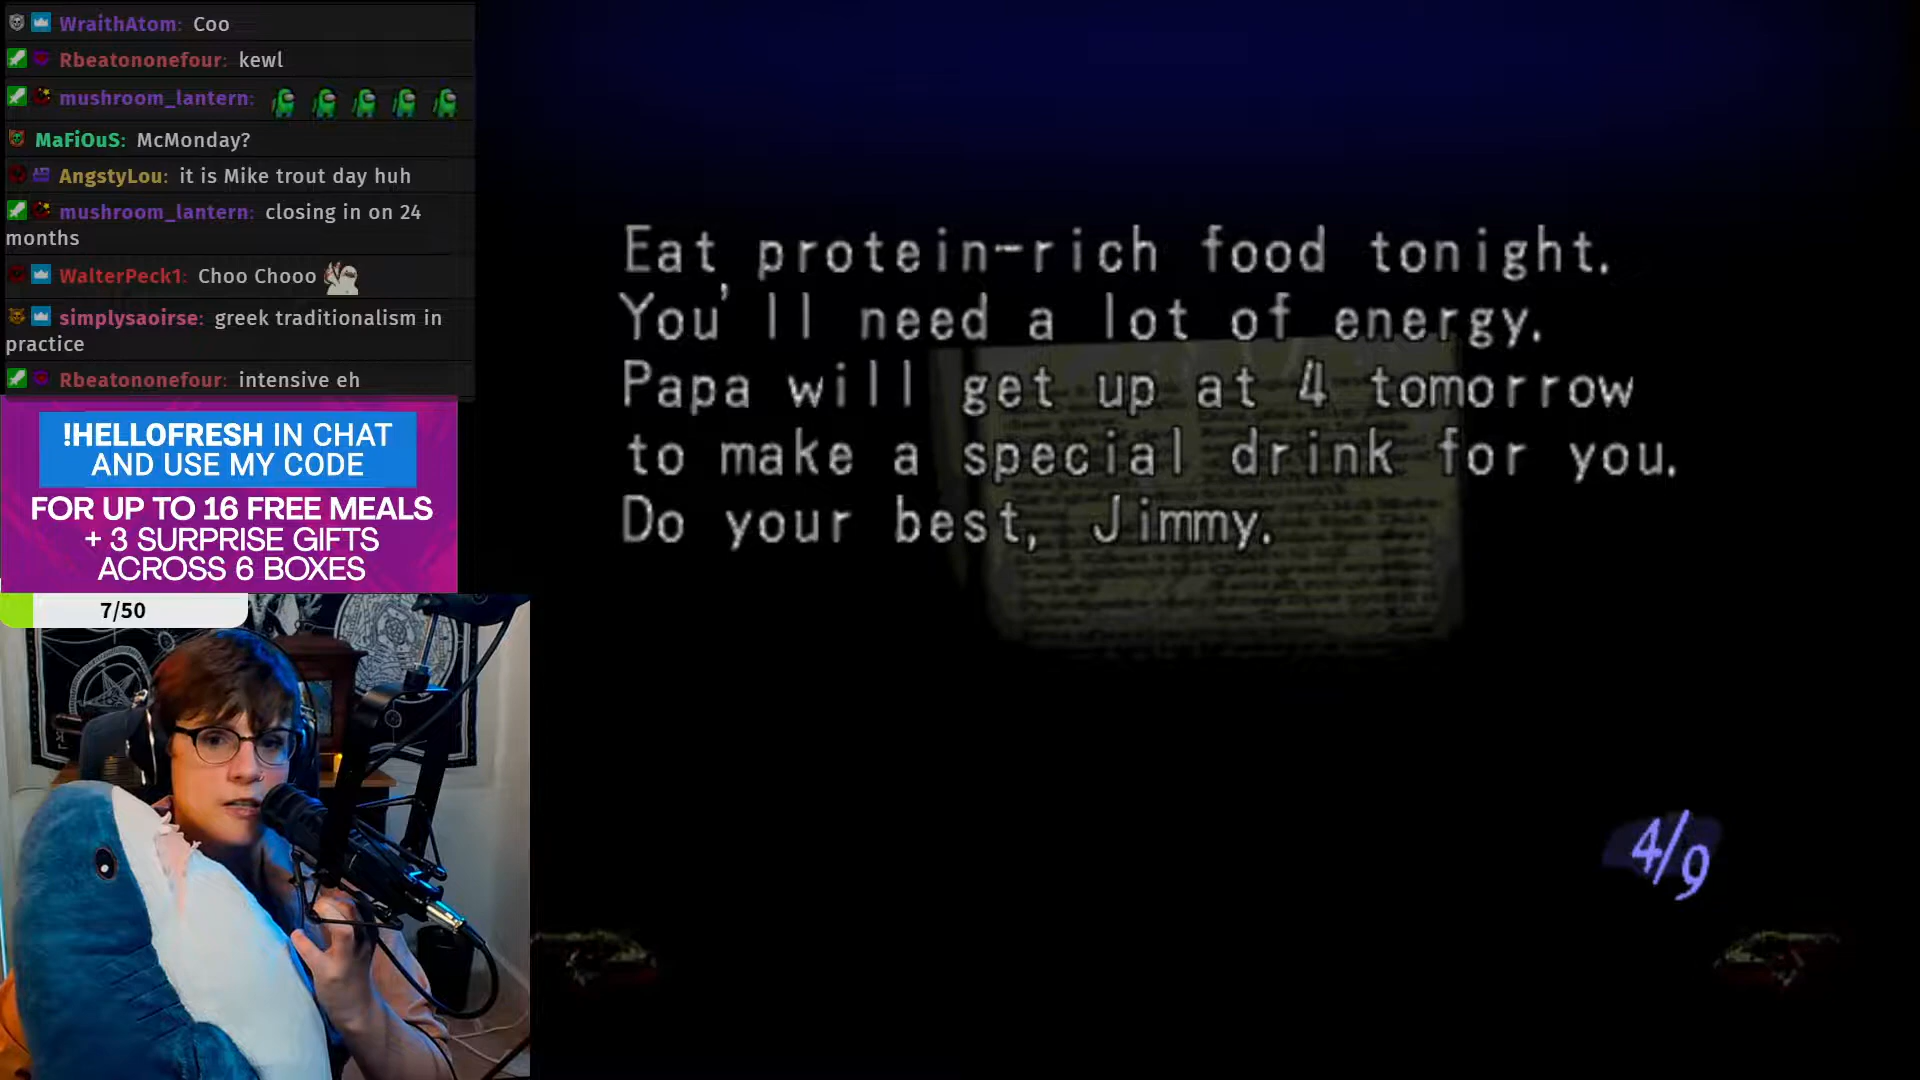 WraithAtom: Coo
Rbeatononefour: kewl
mushroom_lantern:
MaFiOuS: McMonday?
AngstyLou: it is Mike trout day huh
mushroom_lantern: closing in on 24
months
WalterPeck1: Choo Chooo
simplysaoirse: greek traditionalism in
practice
Rbeatononefour: intensive eh
!HELLOFRESH IN CHAT
AND USE MY CODE
FOR UP TO 16 FREE MEALS
+ 3 SURPRISE GIFTS
ACROSS 6 BOXES
7/50
Eat protein-rich food tonight.
You'll need a lot of energy.
Papa will get up at 4 tomorrow
to make a special drink for you.
Do your best, Jimmy.
4/9